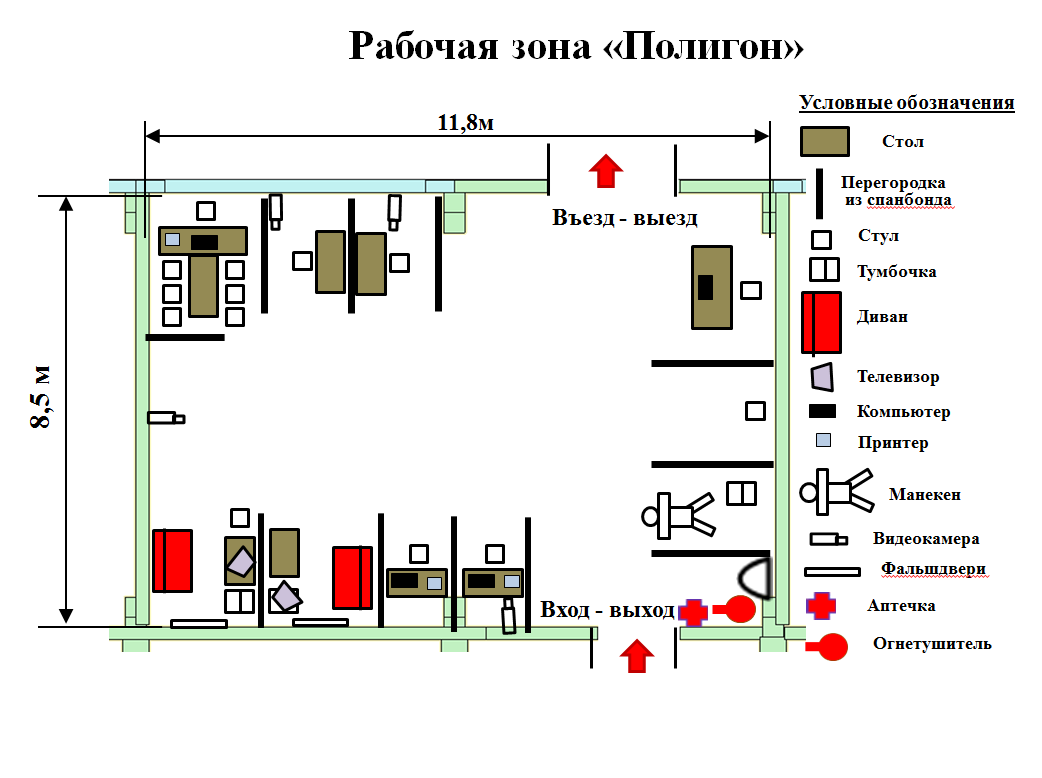 Рабочая зона «Полигон»
Условные обозначения
11,8м
Стол
Перегородка
из спанбонда
Въезд - выезд
Стул
Тумбочка
Диван
8,5 м
Телевизор
Компьютер
Принтер
Манекен
Видеокамера
Фальшдвери
Вход - выход
Аптечка
Огнетушитель